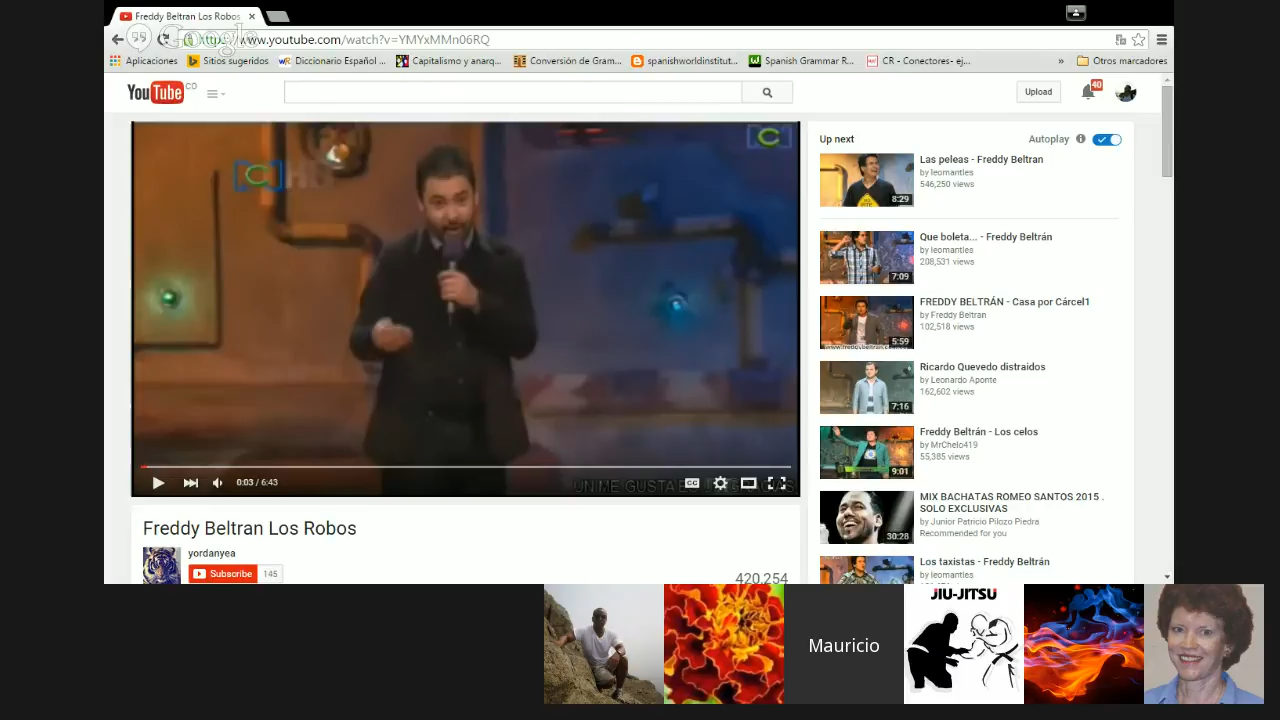 Freddy Beltran Los Robos
Google
https://www.youtube.com/watch?v=YMYxMMn06RQ
Aplicaciones
Sitios sugeridos
Diccionario Español ...
Capitalismo y anarq...
Conversión de Gram...
spanishworldinstitut...
Spanish Grammar R...
CR - Conectores- ej...
»
Otros marcadores
YouTube CO
Upload
40
C
C
0:03 / 6:43
CC
Freddy Beltran Los Robos
yordanyea
Subscribe
145
420,254
Up next
Autoplay
Las peleas - Freddy Beltran
by leomantles
546,250 views
8:29
Que boleta... - Freddy Beltrán
by leomantles
208,531 views
7:09
FREDDY BELTRÁN - Casa por Cárcel1
by Freddy Beltran
102,518 views
5:59
Ricardo Quevedo distraidos
by Leonardo Aponte
162,602 views
7:16
Freddy Beltrán - Los celos
by MrChelo419
55,385 views
9:01
MIX BACHATAS ROMEO SANTOS 2015 .
SOLO EXCLUSIVAS
by Junior Patricio Pilozo Piedra
Recommended for you
30:28
Los taxistas - Freddy Beltrán
by leomantles
Mauricio
JIU-JITSU